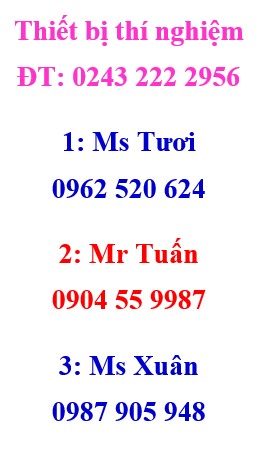 Thiết bị thí nghiệm
ĐT: 0243 222 2956
1: Ms Tươi
0962 520 624
2: Mr Tuấn
0904 55 9987
3: Ms Xuân
0987 905 948